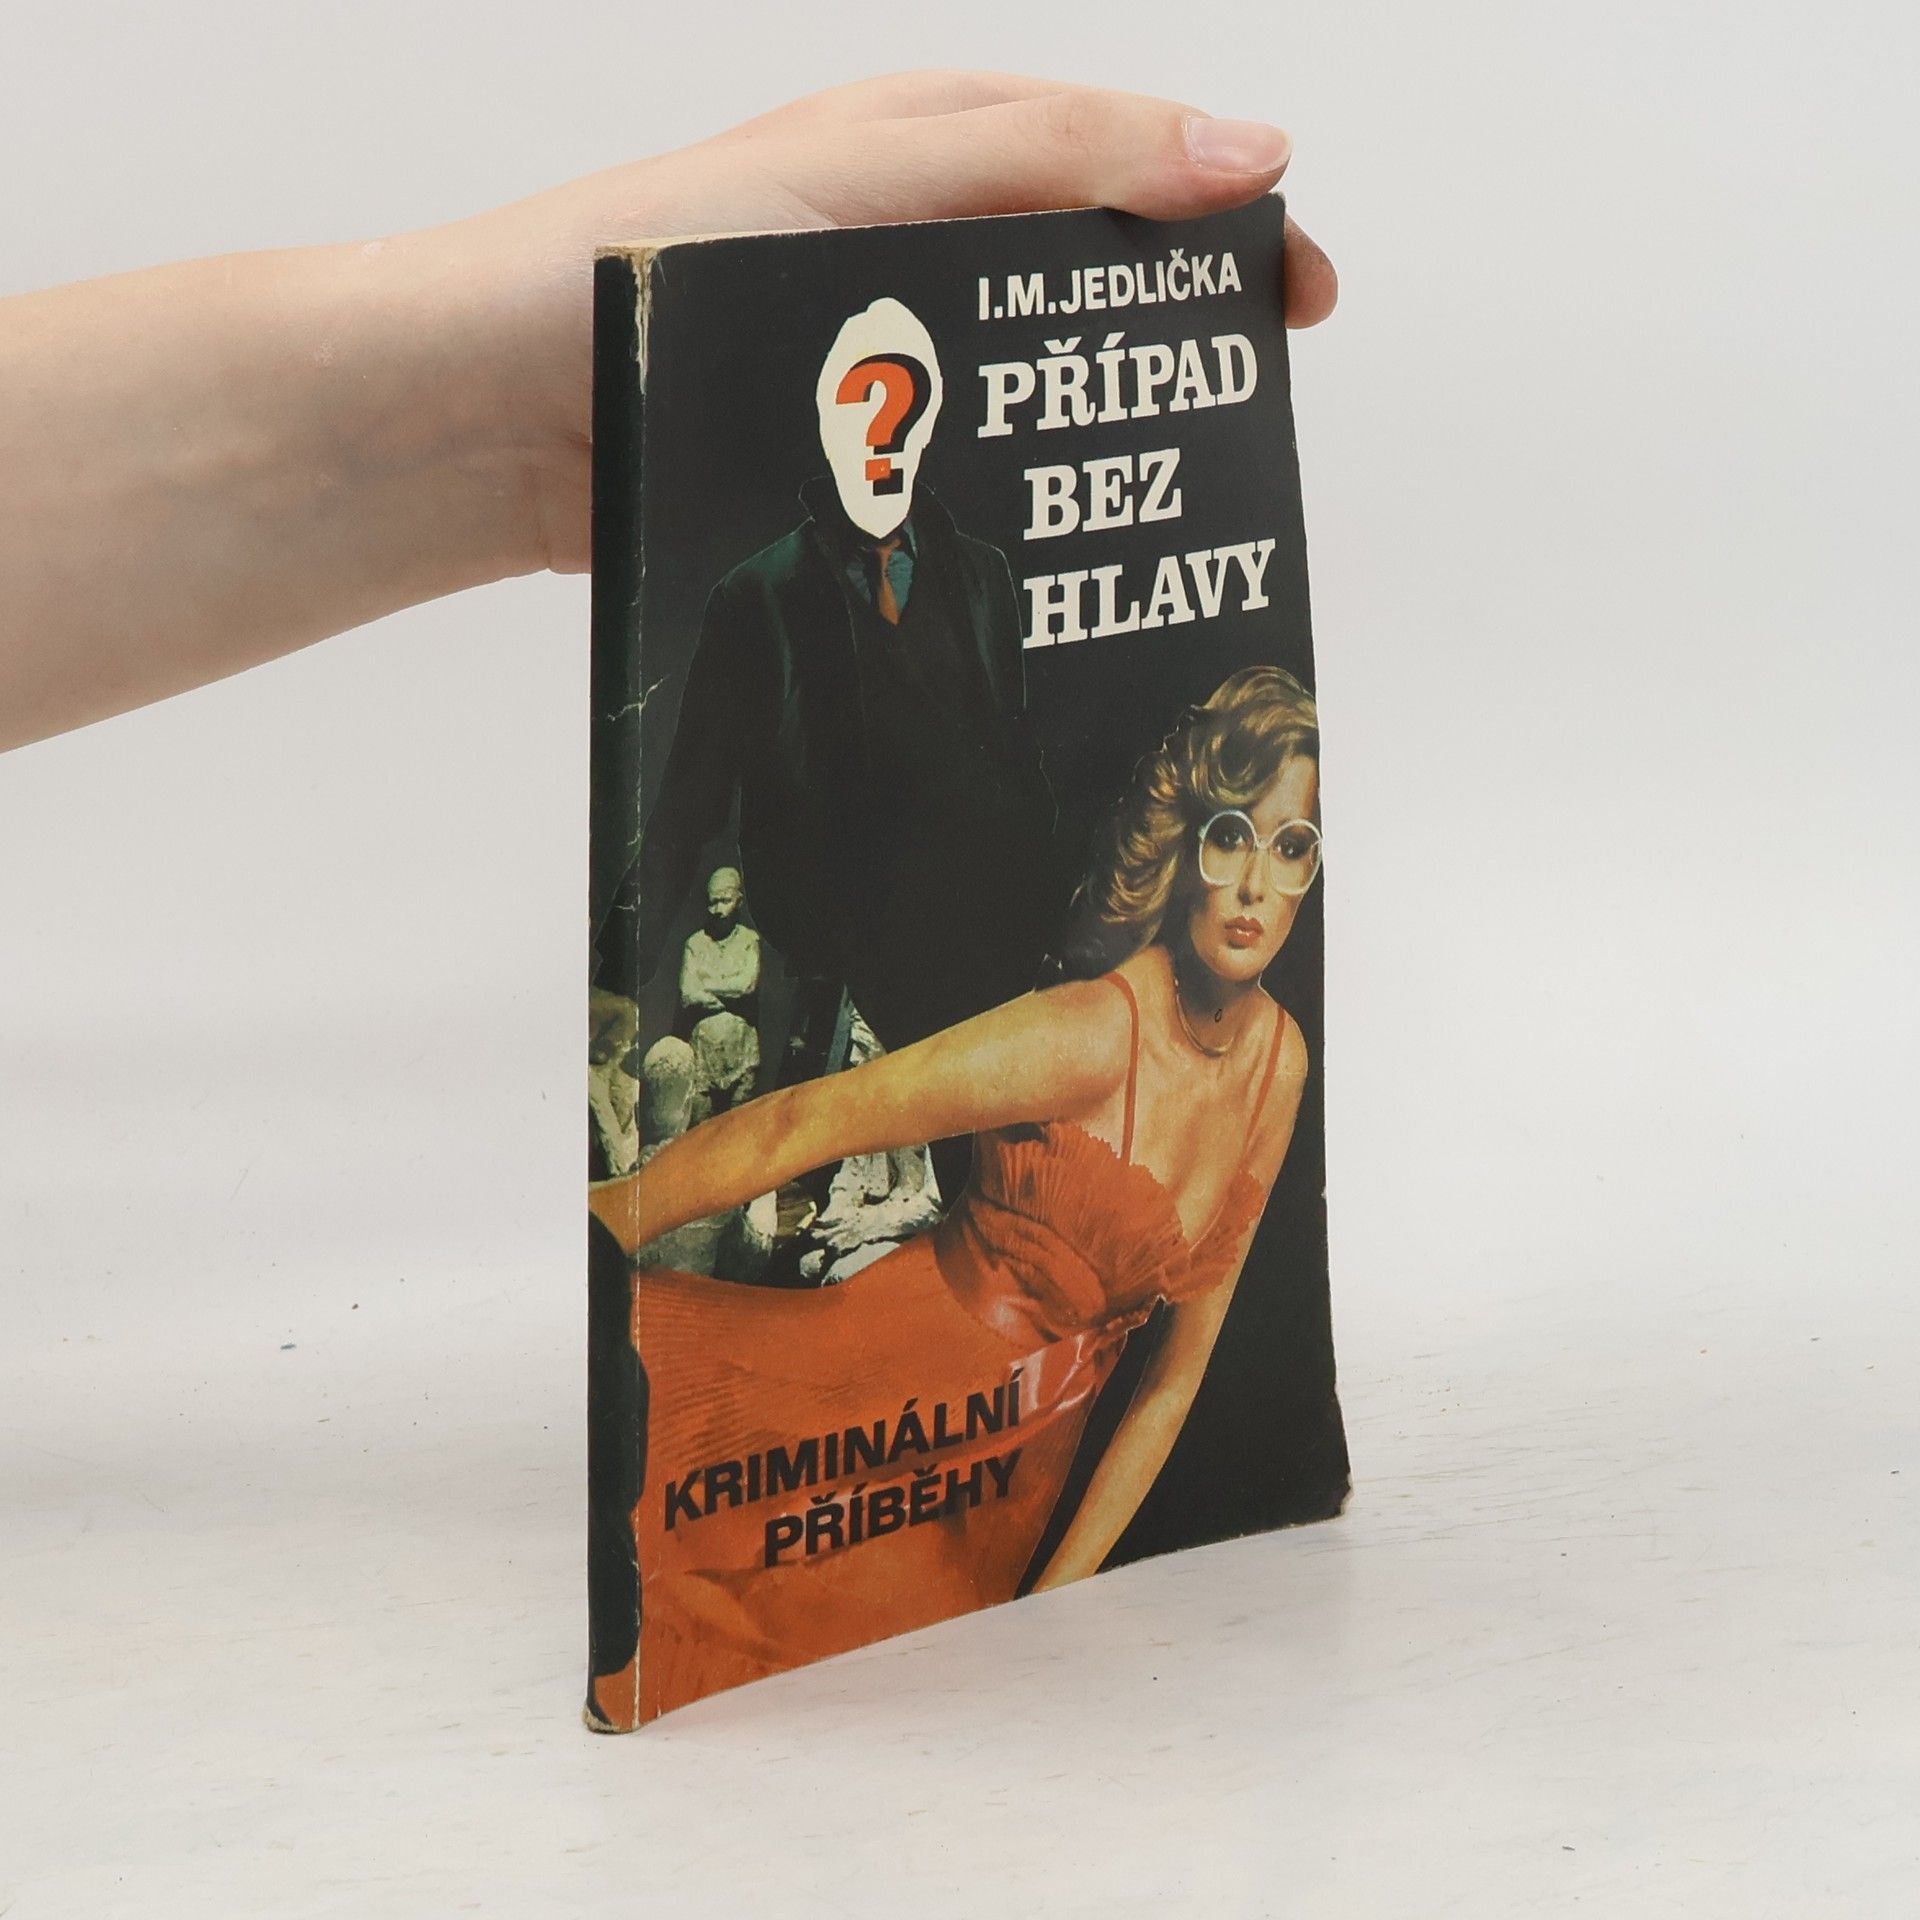 I.M.JEDLIČKA
PŘÍPAD
BEZ
HLAVY
?
KRIMINÁLNÍ
PŘÍBĚHY